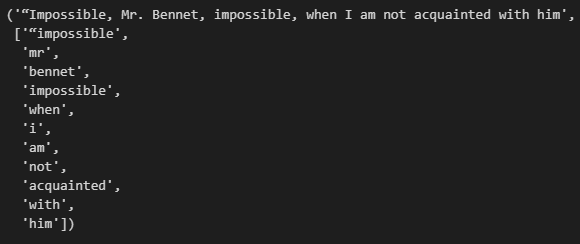 ('“Impossible, Mr. Bennet, impossible, when I am not acquainted with him',
['“impossible',
'mr',
'bennet',
'impossible',
'when',
'i',
'am',
'not',
'acquainted',
'with',
'him'])